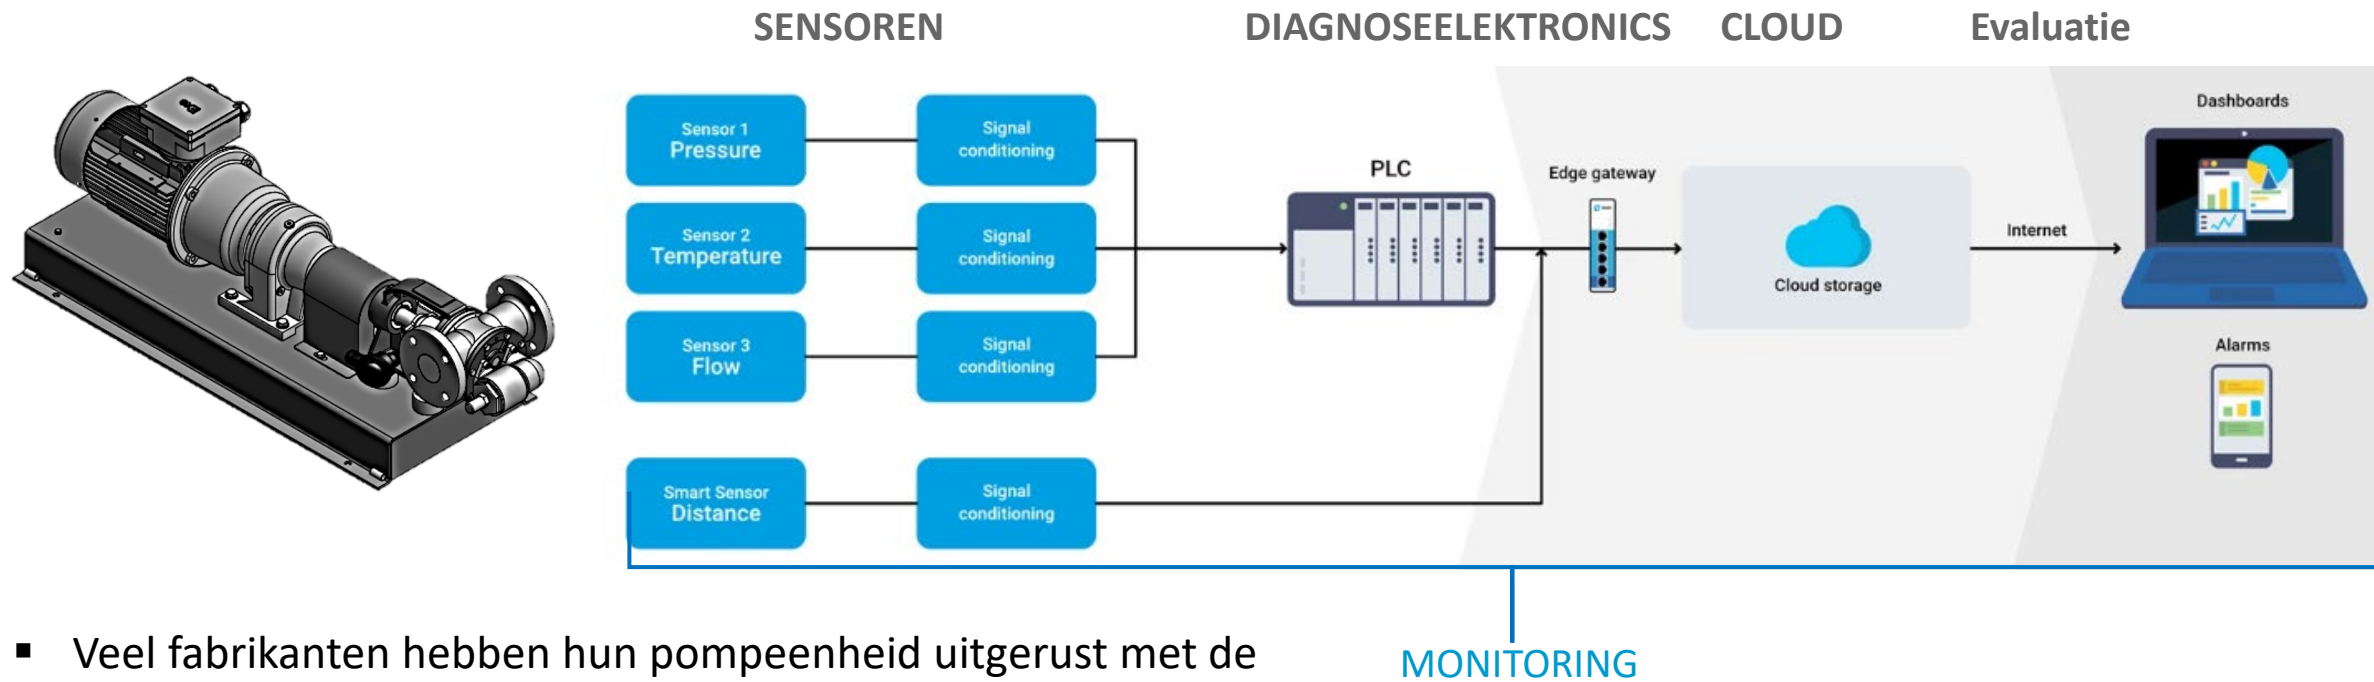 SENSOREN
DIAGNOSEELEKTRONICS
CLOUD
Evaluatie
Sensor 1
Pressure
Signal
conditioning
Sensor 2
Temperature
Signal
conditioning
Sensor 3
Flow
Signal
conditioning
Smart Sensor
Distance
Signal
conditioning
PLC
Edge gateway
Cloud storage
Internet
Dashboards
Alarms
MONITORING
▪ Veel fabrikanten hebben hun pompeenheid uitgerust met de